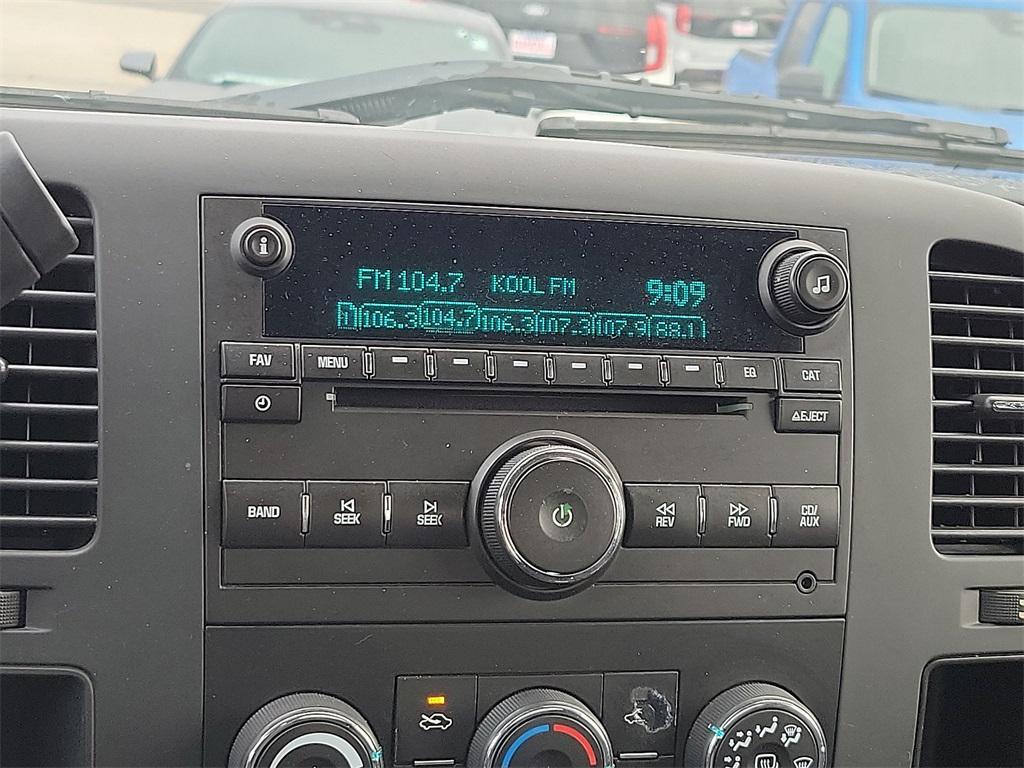 FM 104.7 KOOL FM 9:09
1 106.3 104.7 106.3 107.3 107.9 88.1
FAV MENU EQ CAT
EJECT
BAND SEEK SEEK REV FWD CD/
AUX